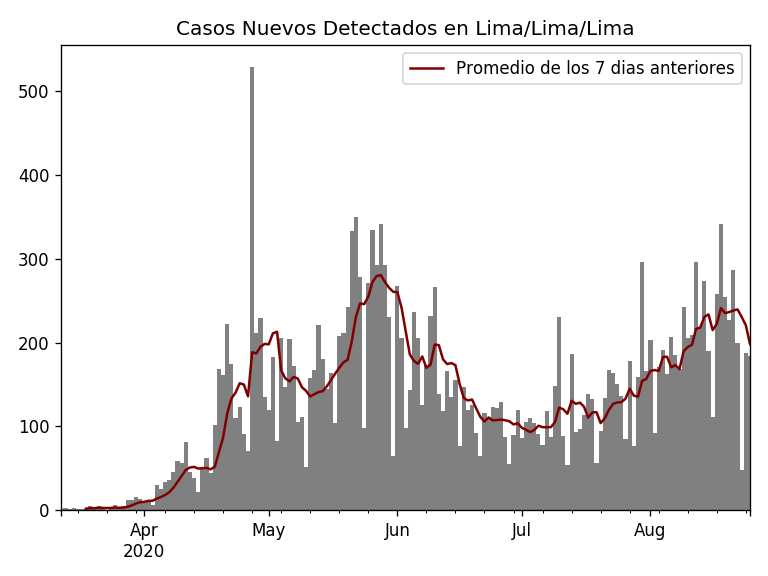 Casos Nuevos Detectados en Lima/Lima/Lima
Promedio de los 7 dias anteriores
500
400
300
200
100
0
Apr
2020
May
Jun
Jul
Aug